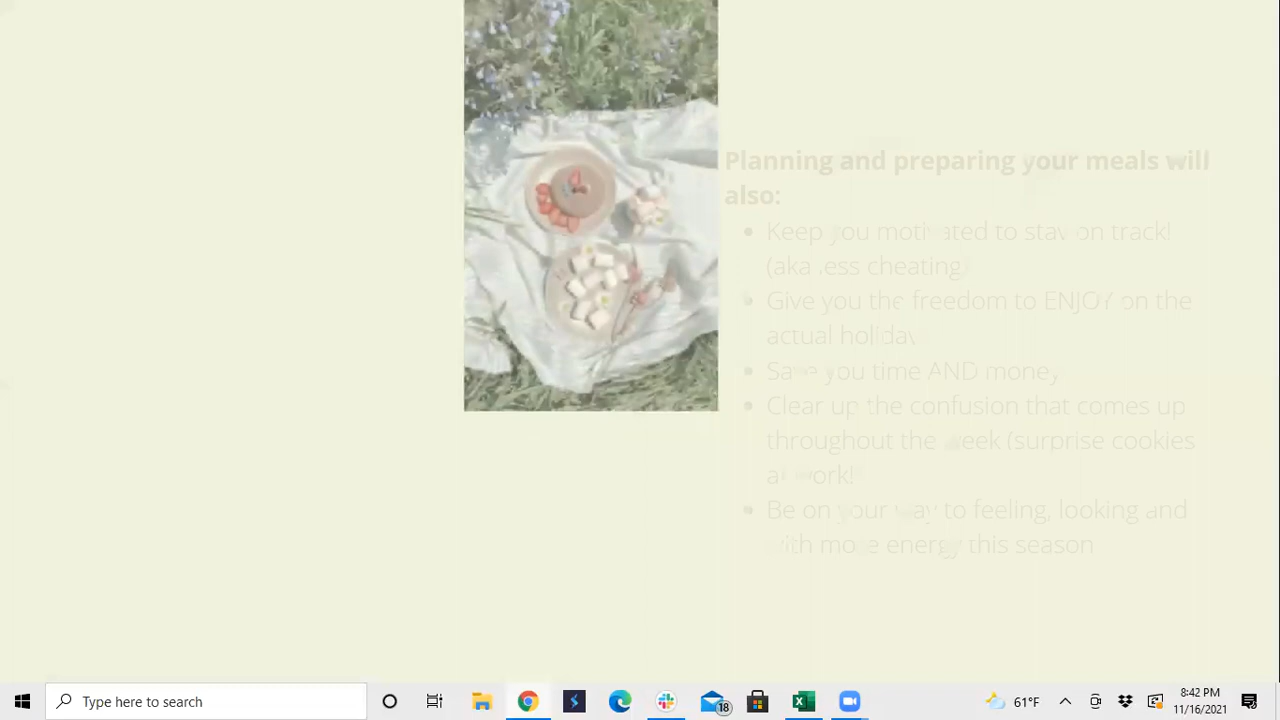 Planning and preparing your meals will
also:
• Keep you motivated to stay on track!
(aka less cheating)
• Give you the freedom to ENJOY on the
actual holiday
• Save you time AND money
• Clear up the confusion that comes up
throughout the week (surprise cookies
at work!
• Be on your way to feeling, looking and
with more energy this season
Type here to search
18
61°F
8:42 PM
11/16/2021